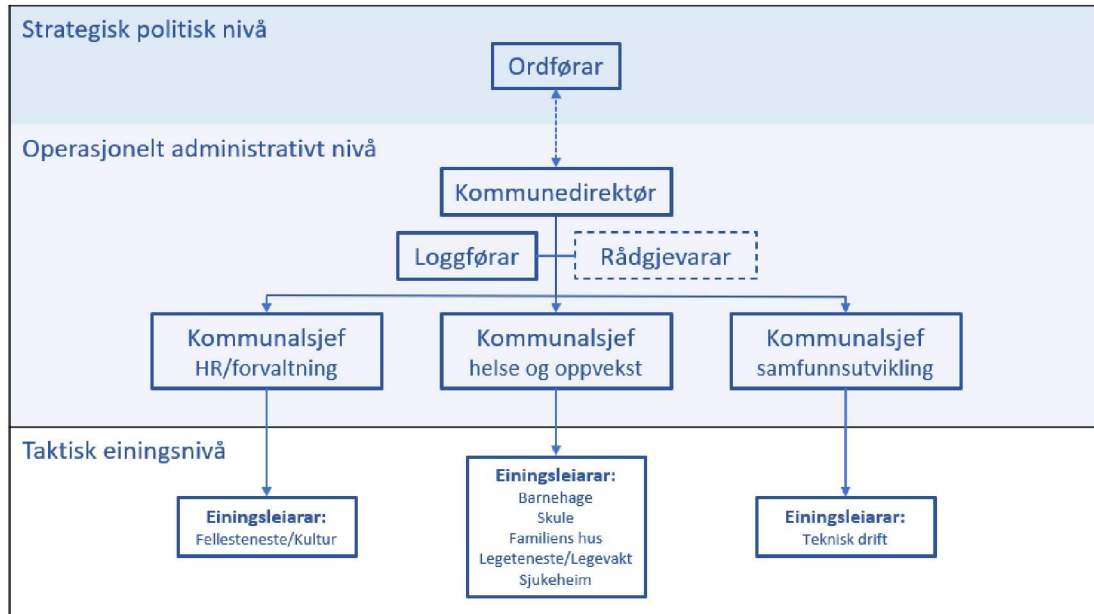 Strategisk politisk nivå
Ordførar
Operasjonelt administrativt nivå
Kommunedirektør
Loggførar
Rådgjevarar
Kommunalsjef
HR/forvaltning
Kommunalsjef
helse og oppvekst
Kommunalsjef
samfunnsutvikling
Taktisk einingsnivå
Einingsleiarar:
Fellesteneste/Kultur
Einingsleiarar:
Barnehage
Skule
Familiens hus
Legeteneste/Legevakt
Sjukeheim
Einingsleiarar:
Teknisk drift